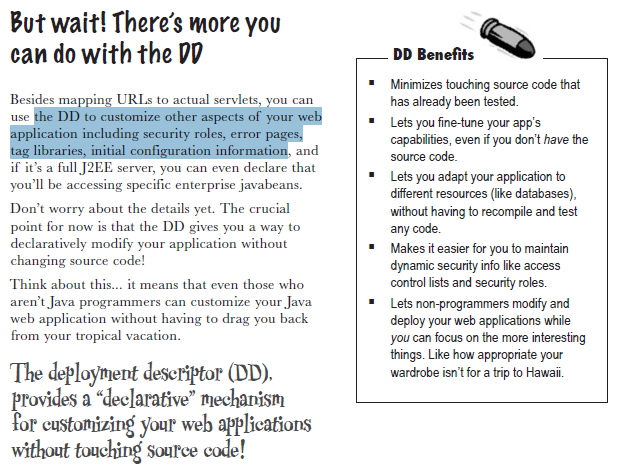 But wait! There's more you
can do with the DD
Besides mapping URLs to actual servlets, you can
use the DD to customize other aspects of your web
application including security roles, error pages,
tag libraries, initial configuration information, and
if it's a full J2EE server, you can even declare that
you'll be accessing specific enterprise javabeans.
Don't worry about the details yet. The crucial
point for now is that the DD gives you a way to
declaratively modify your application without
changing source code!
Think about this... it means that even those who
aren't Java programmers can customize your Java
web application without having to drag you back
from your tropical vacation.
The deployment descriptor (DD),
provides a “declarative” mechanism
for customizing your web applications
without touching source code!
DD Benefits
▪ Minimizes touching source code that
has already been tested.
▪ Lets you fine-tune your app's
capabilities, even if you don't have the
source code.
▪ Lets you adapt your application to
different resources (like databases),
without having to recompile and test
any code.
▪ Makes it easier for you to maintain
dynamic security info like access
control lists and security roles.
▪ Lets non-programmers modify and
deploy your web applications while
you can focus on the more interesting
things. Like how appropriate your
wardrobe isn't for a trip to Hawaii.